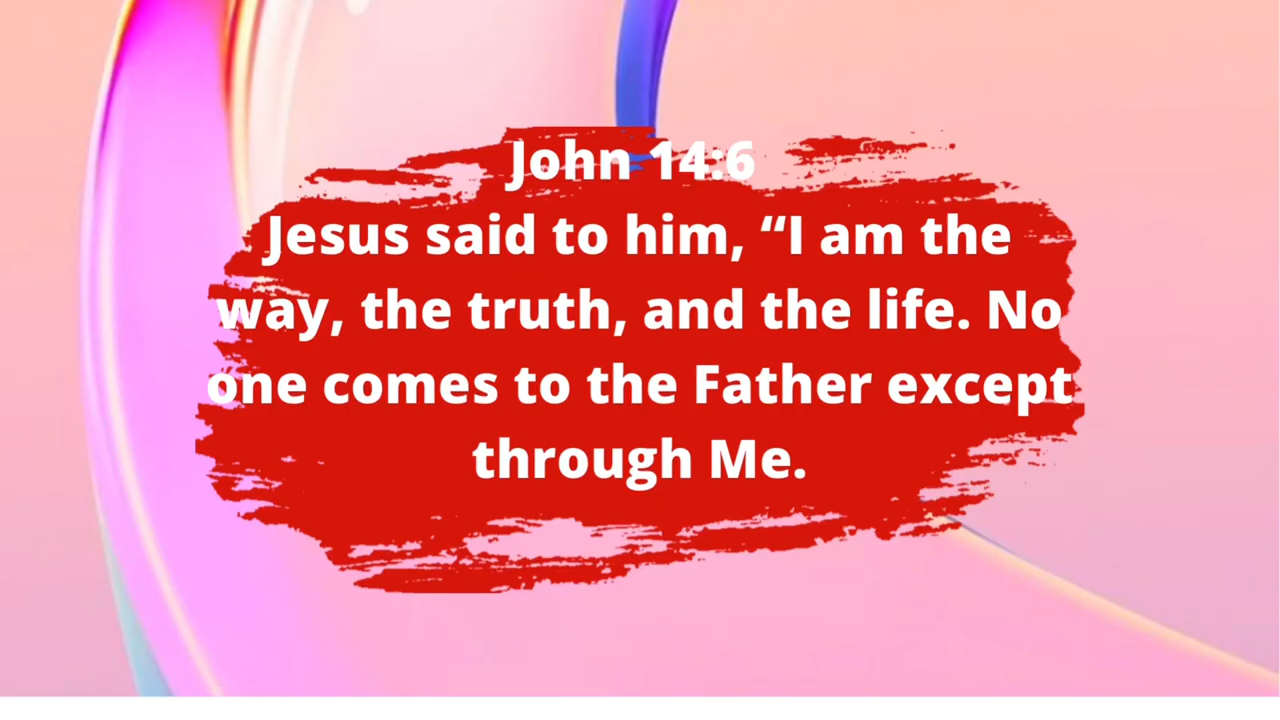 John 14:6
Jesus said to him, “I am the
way, the truth, and the life. No
one comes to the Father except
through Me.